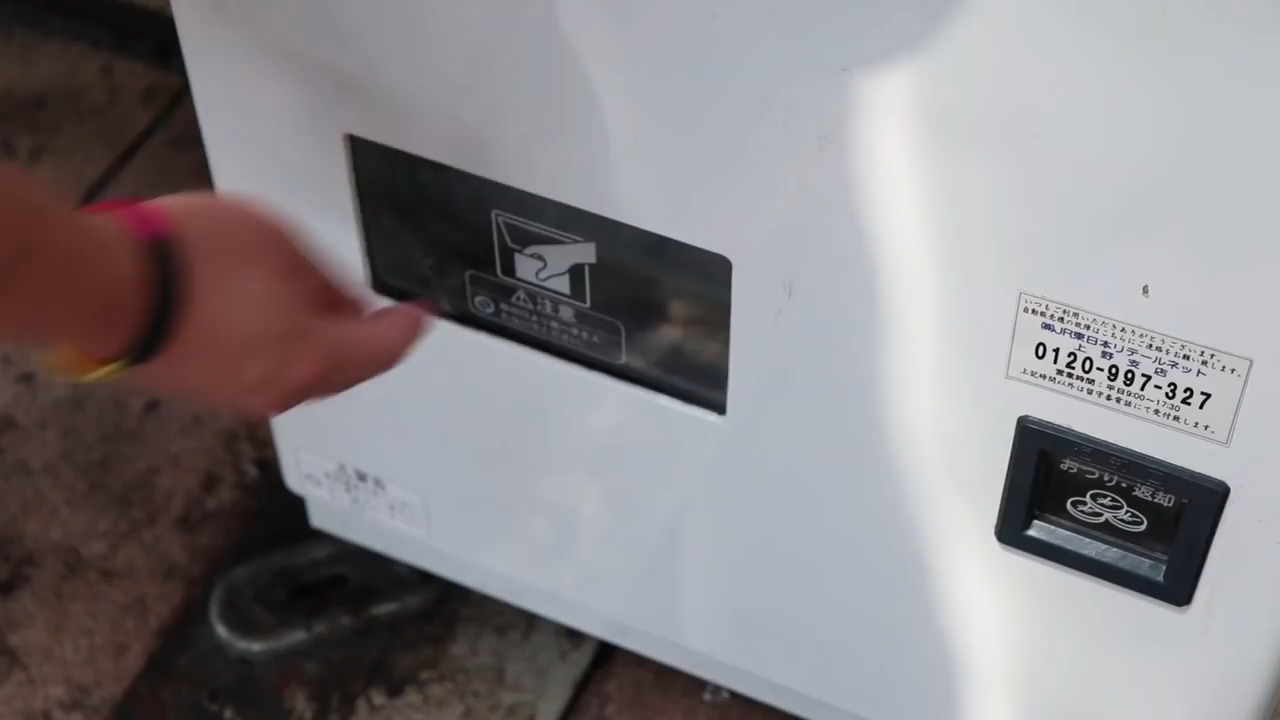 ⚠注意
いつもご利用いただきありがとうございます。
自動販売機の故障はこちらにご連絡をお願い致します。
㈱JR東日本リテールネット
上野支店
0120-997-327
営業時間：平日9:00〜17:30
上記時間以外は留守番電話にて受付致します。
おつり・返却